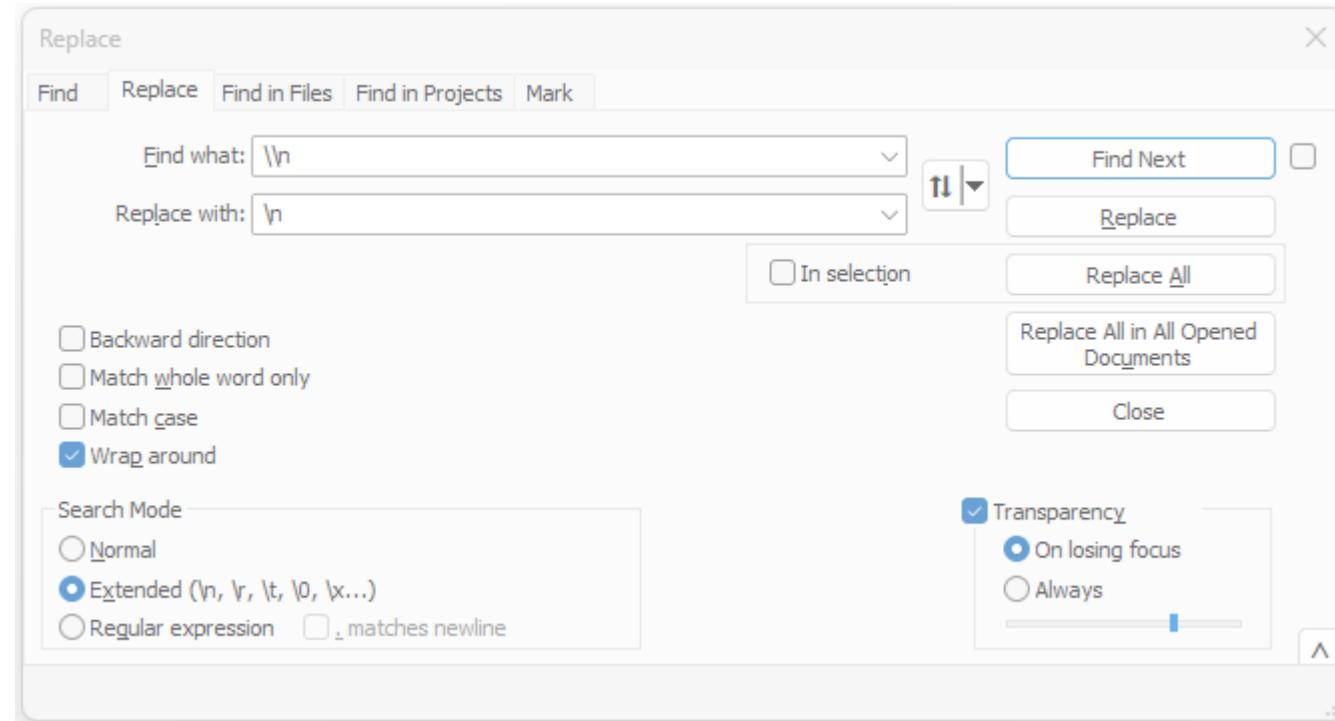 Replace
Find Replace Find in Files Find in Projects Mark
Find what: \\n Find Next
Replace with: \n Replace
In selection Replace All
Backward direction Replace All in All Opened
Documents
Match whole word only
Match case Close
Wrap around
Search Mode Transparency
Normal On losing focus
Extended (\n, \r, \t, \0, \x...) Always
Regular expression . matches newline